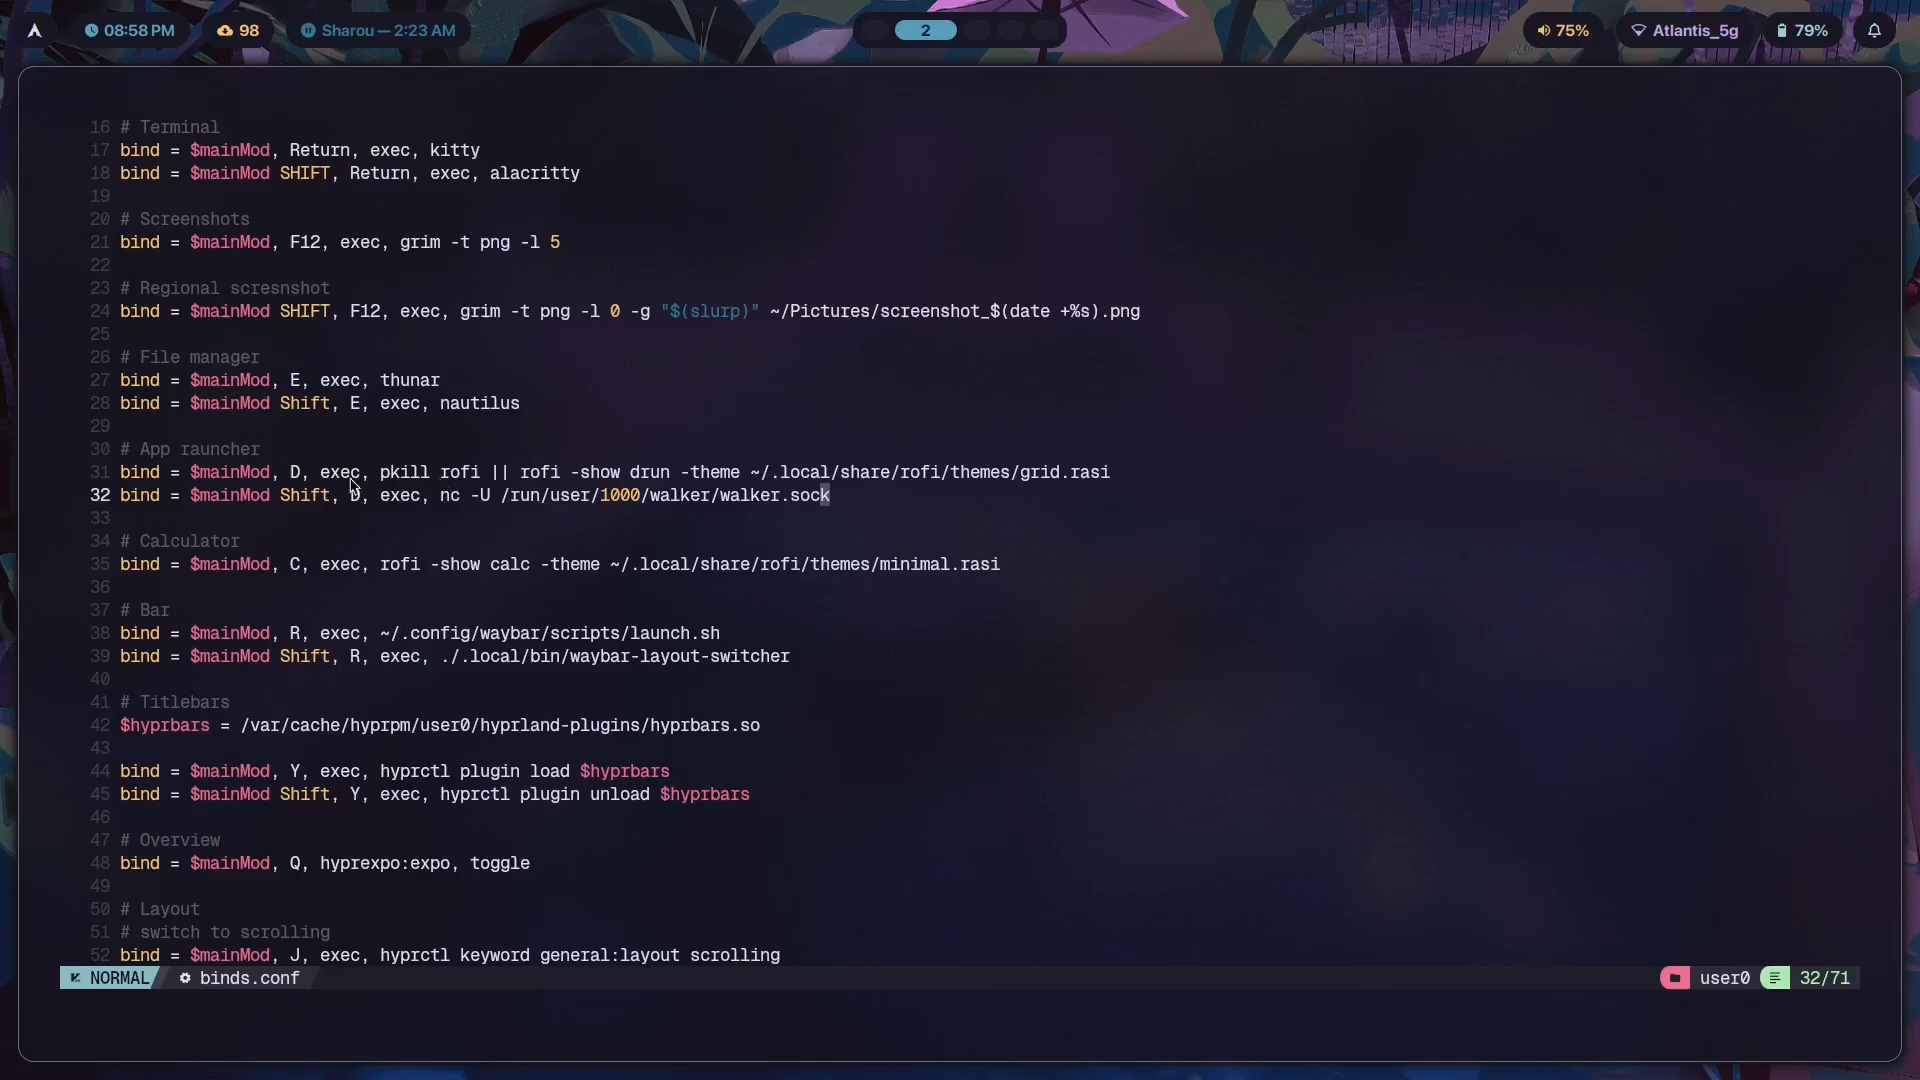 08:58 PM
98
Sharou — 2:23 AM
2
75%
Atlantis_5g
79%
16 # Terminal
17 bind = $mainMod, Return, exec, kitty
18 bind = $mainMod SHIFT, Return, exec, alacritty
19
20 # Screenshots
21 bind = $mainMod, F12, exec, grim -t png -l 5
22
23 # Regional scresnshot
24 bind = $mainMod SHIFT, F12, exec, grim -t png -l 0 -g "$(slurp)" ~/Pictures/screenshot_$(date +%s).png
25
26 # File manager
27 bind = $mainMod, E, exec, thunar
28 bind = $mainMod Shift, E, exec, nautilus
29
30 # App rauncher
31 bind = $mainMod, D, exec, pkill rofi || rofi -show drun -theme ~/.local/share/rofi/themes/grid.rasi
32 bind = $mainMod Shift, D, exec, nc -U /run/user/1000/walker/walker.sock
33
34 # Calculator
35 bind = $mainMod, C, exec, rofi -show calc -theme ~/.local/share/rofi/themes/minimal.rasi
36
37 # Bar
38 bind = $mainMod, R, exec, ~/.config/waybar/scripts/launch.sh
39 bind = $mainMod Shift, R, exec, ./.local/bin/waybar-layout-switcher
40
41 # Titlebars
42 $hyprbars = /var/cache/hyprpm/user0/hyprland-plugins/hyprbars.so
43
44 bind = $mainMod, Y, exec, hyprctl plugin load $hyprbars
45 bind = $mainMod Shift, Y, exec, hyprctl plugin unload $hyprbars
46
47 # Overview
48 bind = $mainMod, Q, hyprexpo:expo, toggle
49
50 # Layout
51 # switch to scrolling
52 bind = $mainMod, J, exec, hyprctl keyword general:layout scrolling
NORMAL binds.conf user0 32/71